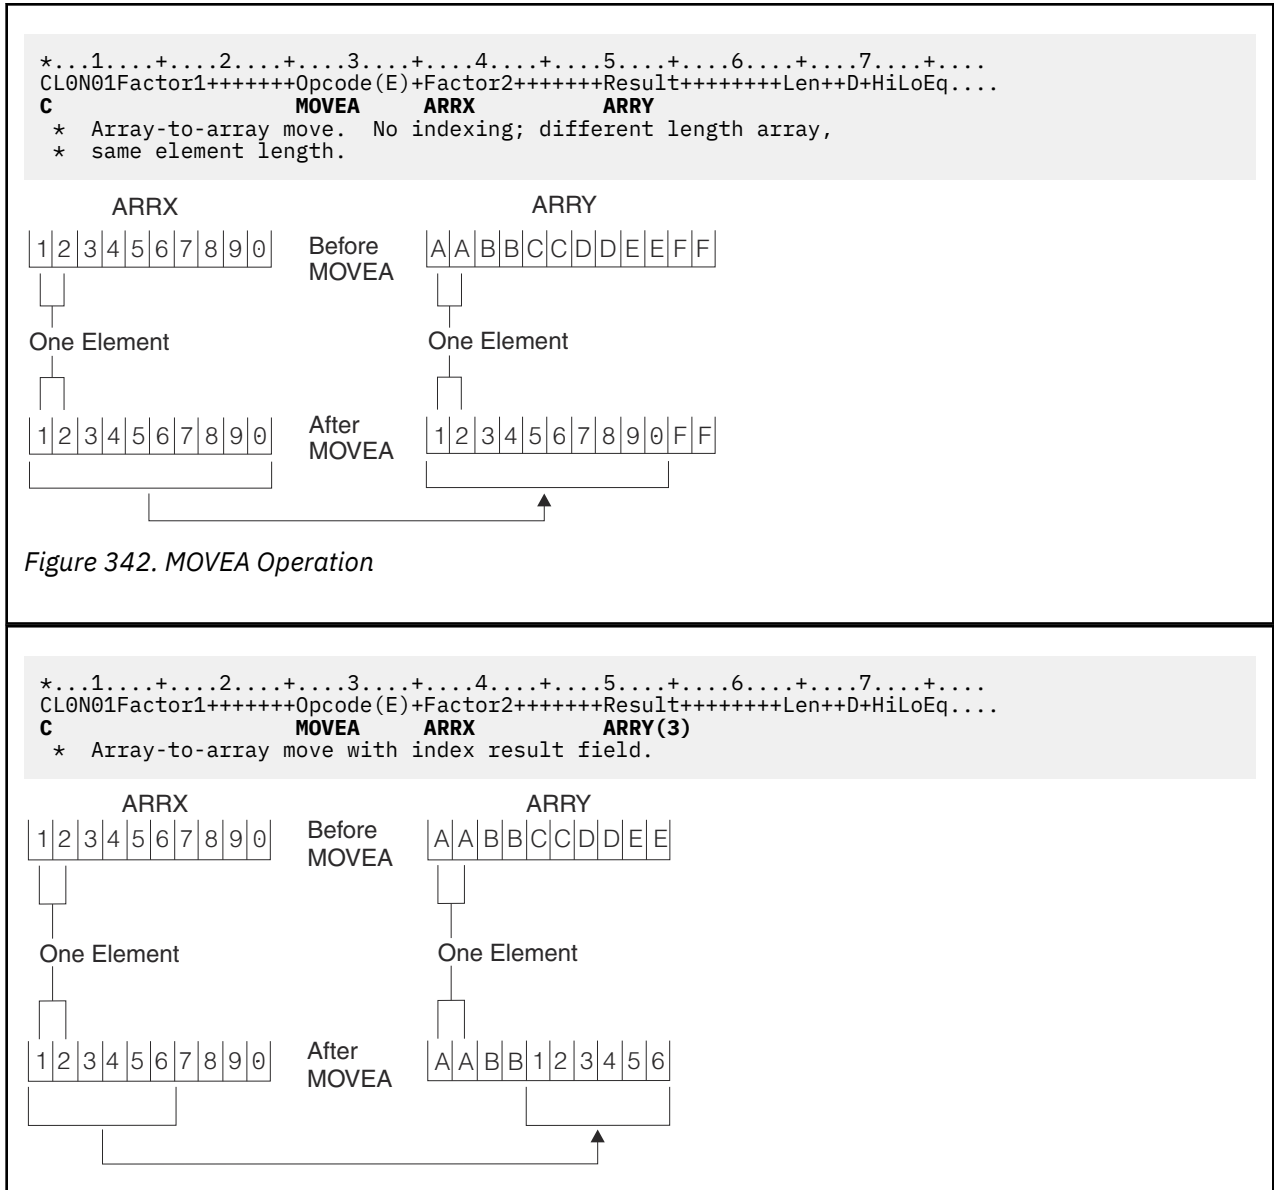 *...1....+....2....+....3....+....4....+....5....+....6....+....7....+....
CL0N01Factor1+++++++Opcode(E)+Factor2+++++++Result++++++++Len++D+HiLoEq....
C                   MOVEA     ARRX          ARRY
 *  Array-to-array move.  No indexing; different length array,
 *  same element length.
ARRX ARRY
1 2 3 4 5 6 7 8 9 0 Before MOVEA A A B B C C D D E E F F
One Element One Element
1 2 3 4 5 6 7 8 9 0 After MOVEA 1 2 3 4 5 6 7 8 9 0 F F
Figure 342. MOVEA Operation
*...1....+....2....+....3....+....4....+....5....+....6....+....7....+....
CL0N01Factor1+++++++Opcode(E)+Factor2+++++++Result++++++++Len++D+HiLoEq....
C                   MOVEA     ARRX          ARRY(3)
 *  Array-to-array move with index result field.
ARRX ARRY
1 2 3 4 5 6 7 8 9 0 Before MOVEA A A B B C C D D E E
One Element One Element
1 2 3 4 5 6 7 8 9 0 After MOVEA A A B B 1 2 3 4 5 6